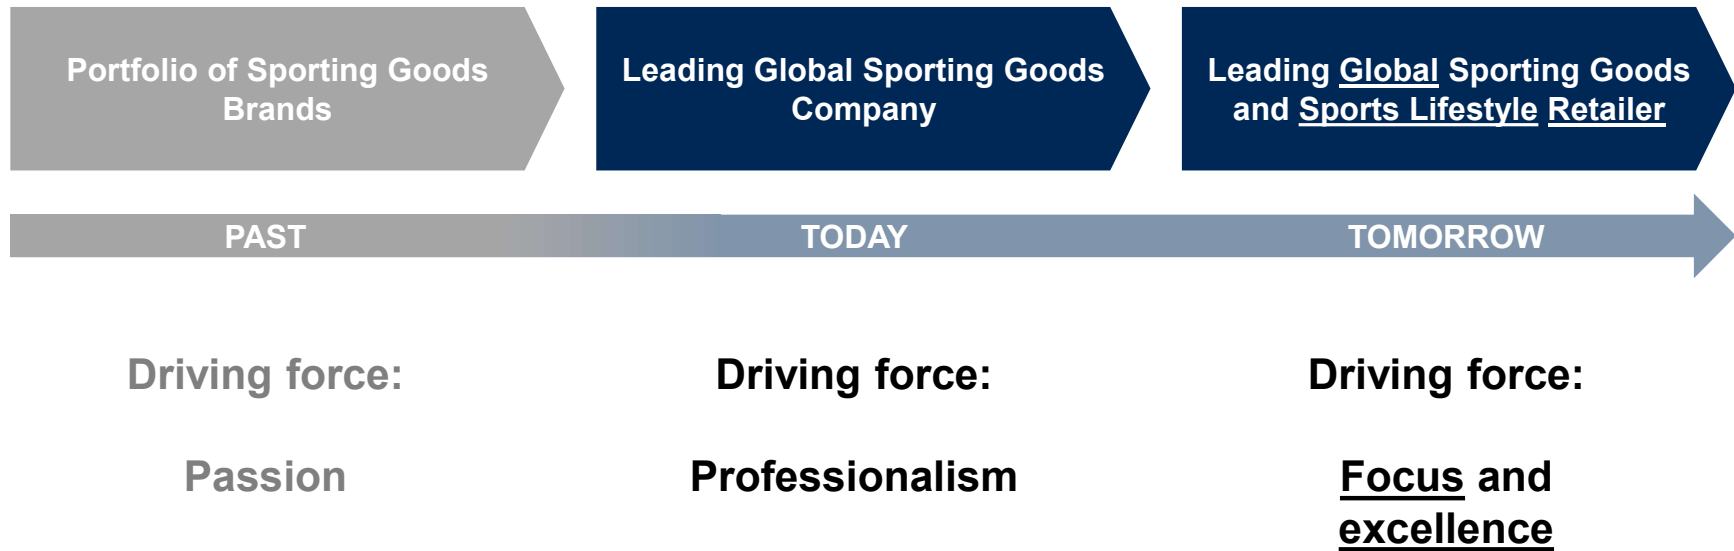 Portfolio of Sporting Goods
Brands
Leading Global Sporting Goods
Company
Leading Global Sporting Goods
and Sports Lifestyle Retailer
PAST
TODAY
TOMORROW
Driving force:
Passion
Driving force:
Professionalism
Driving force:
Focus and
excellence